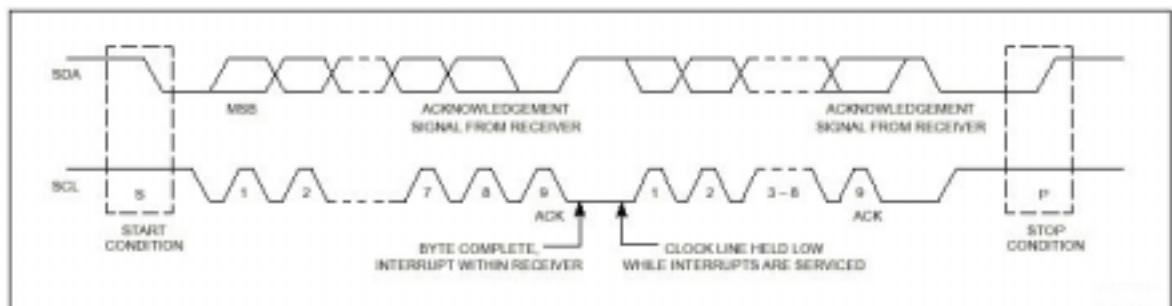 SDA
MSB
ACKNOWLEDGEMENT
SIGNAL FROM RECEIVER
ACKNOWLEDGEMENT
SIGNAL FROM RECEIVER
SCL
S
1
2
7
8
9
1
2
3 – 8
9
P
ACK
ACK
START
CONDITION
BYTE COMPLETE,
INTERRUPT WITHIN RECEIVER
CLOCK LINE HELD LOW
WHILE INTERRUPTS ARE SERVICED
STOP
CONDITION